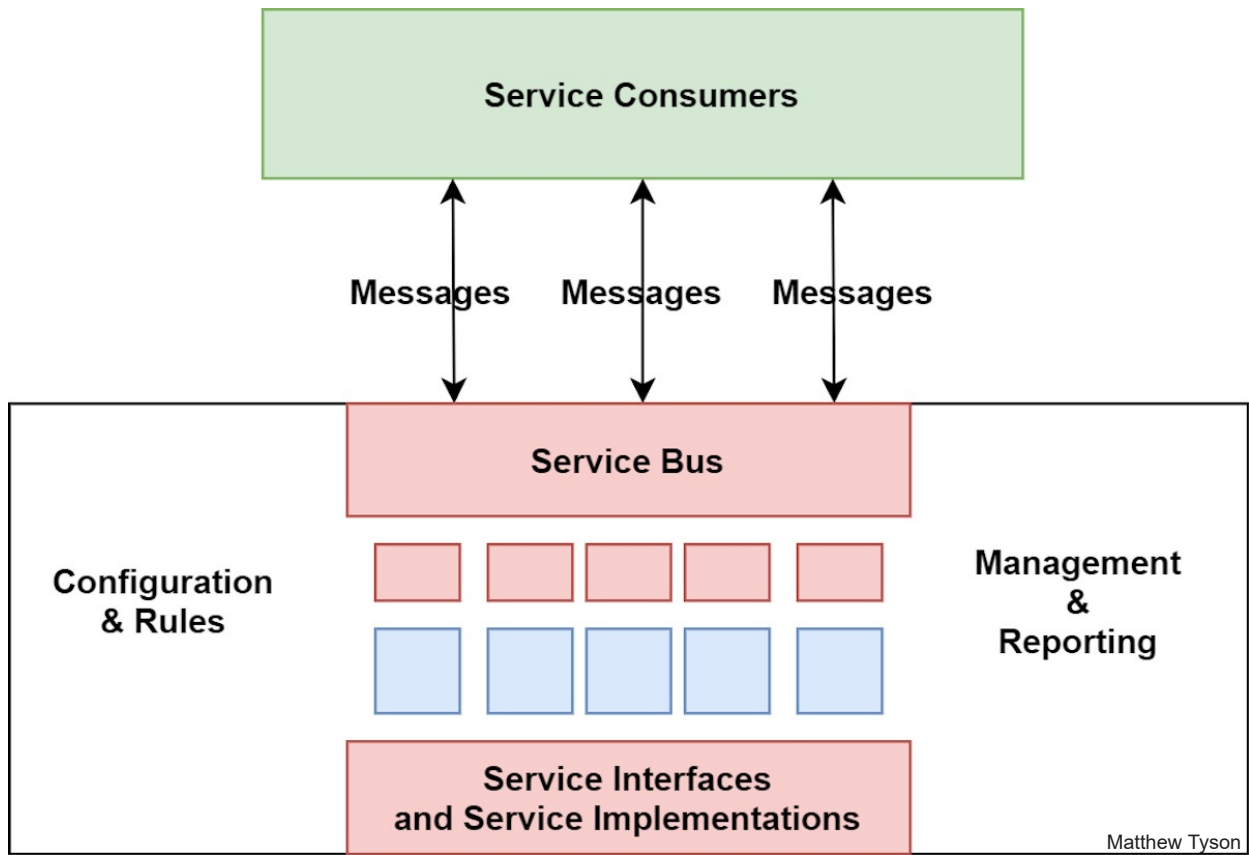 Service Consumers
Messages Messages Messages
Service Bus
Configuration
& Rules
Management
&
Reporting
Service Interfaces
and Service Implementations
Matthew Tyson